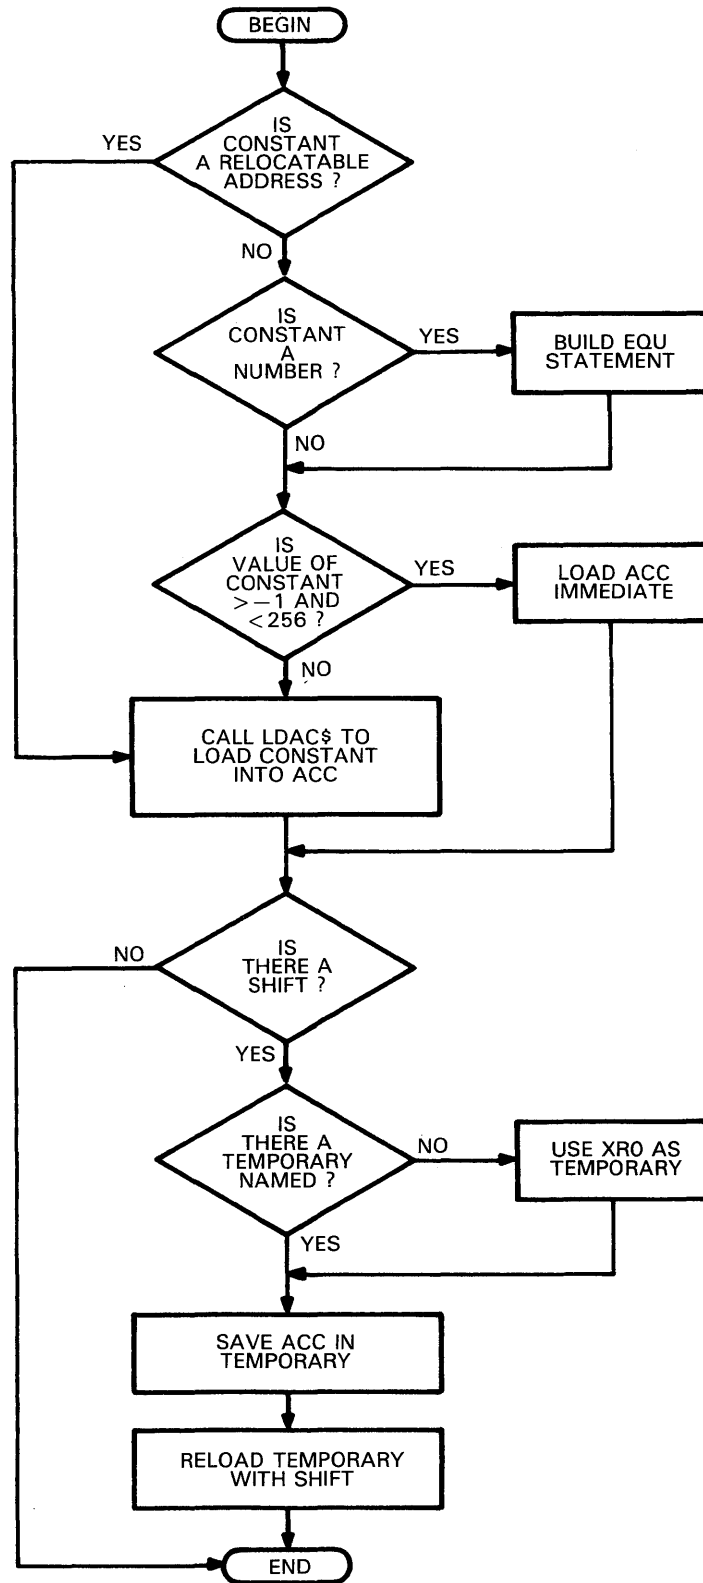 BEGIN
IS
CONSTANT
A RELOCATABLE
ADDRESS ?
YES
NO
IS
CONSTANT
A
NUMBER ?
YES
BUILD EQU
STATEMENT
NO
IS
VALUE OF
CONSTANT
>−1 AND
<256 ?
YES
LOAD ACC
IMMEDIATE
NO
CALL LDAC$ TO
LOAD CONSTANT
INTO ACC
IS
THERE A
SHIFT ?
NO
YES
IS
THERE A
TEMPORARY
NAMED ?
NO
USE XR0 AS
TEMPORARY
YES
SAVE ACC IN
TEMPORARY
RELOAD TEMPORARY
WITH SHIFT
END